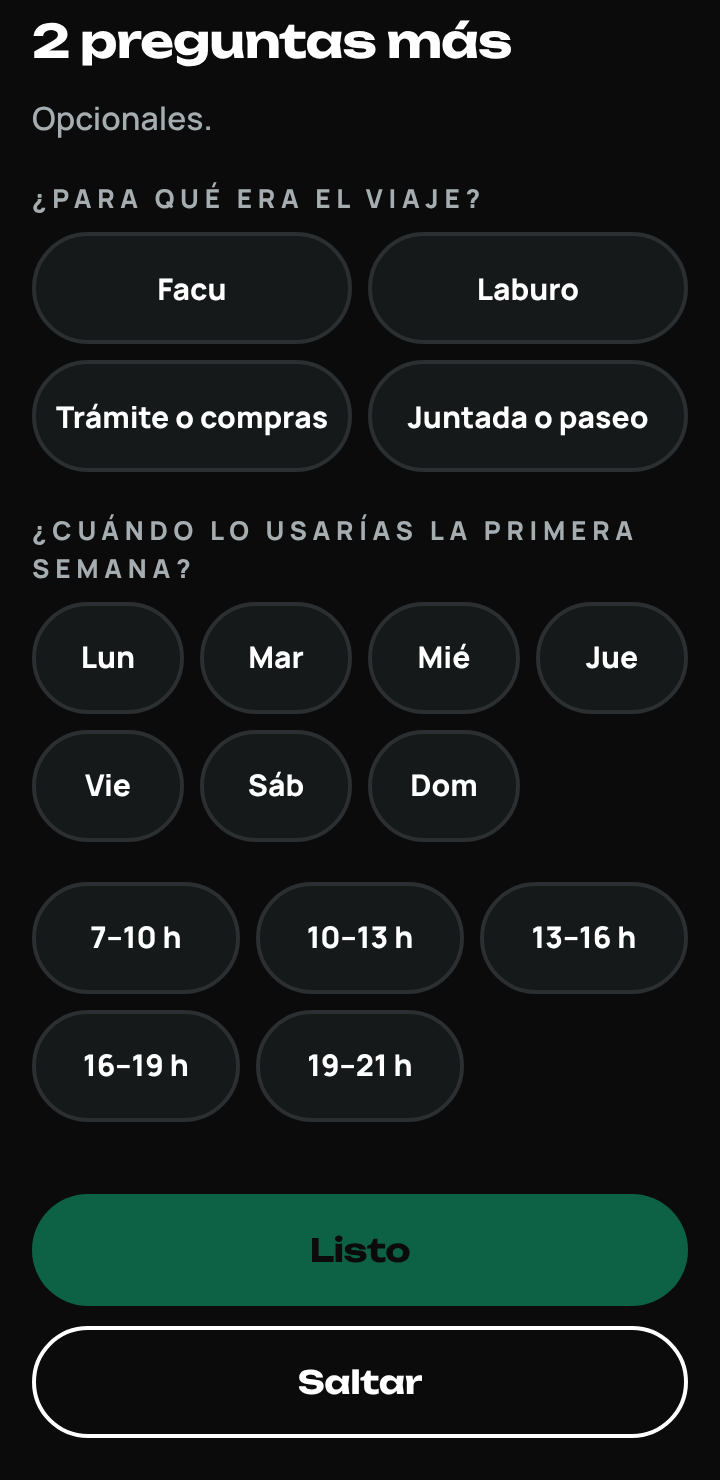 2 preguntas más
Opcionales.
¿PARA QUÉ ERA EL VIAJE?
Facu
Laburo
Trámite o compras
Juntada o paseo
¿CUÁNDO LO USARÍAS LA PRIMERA
SEMANA?
Lun
Mar
Mié
Jue
Vie
Sáb
Dom
7–10 h
10–13 h
13–16 h
16–19 h
19–21 h
Listo
Saltar